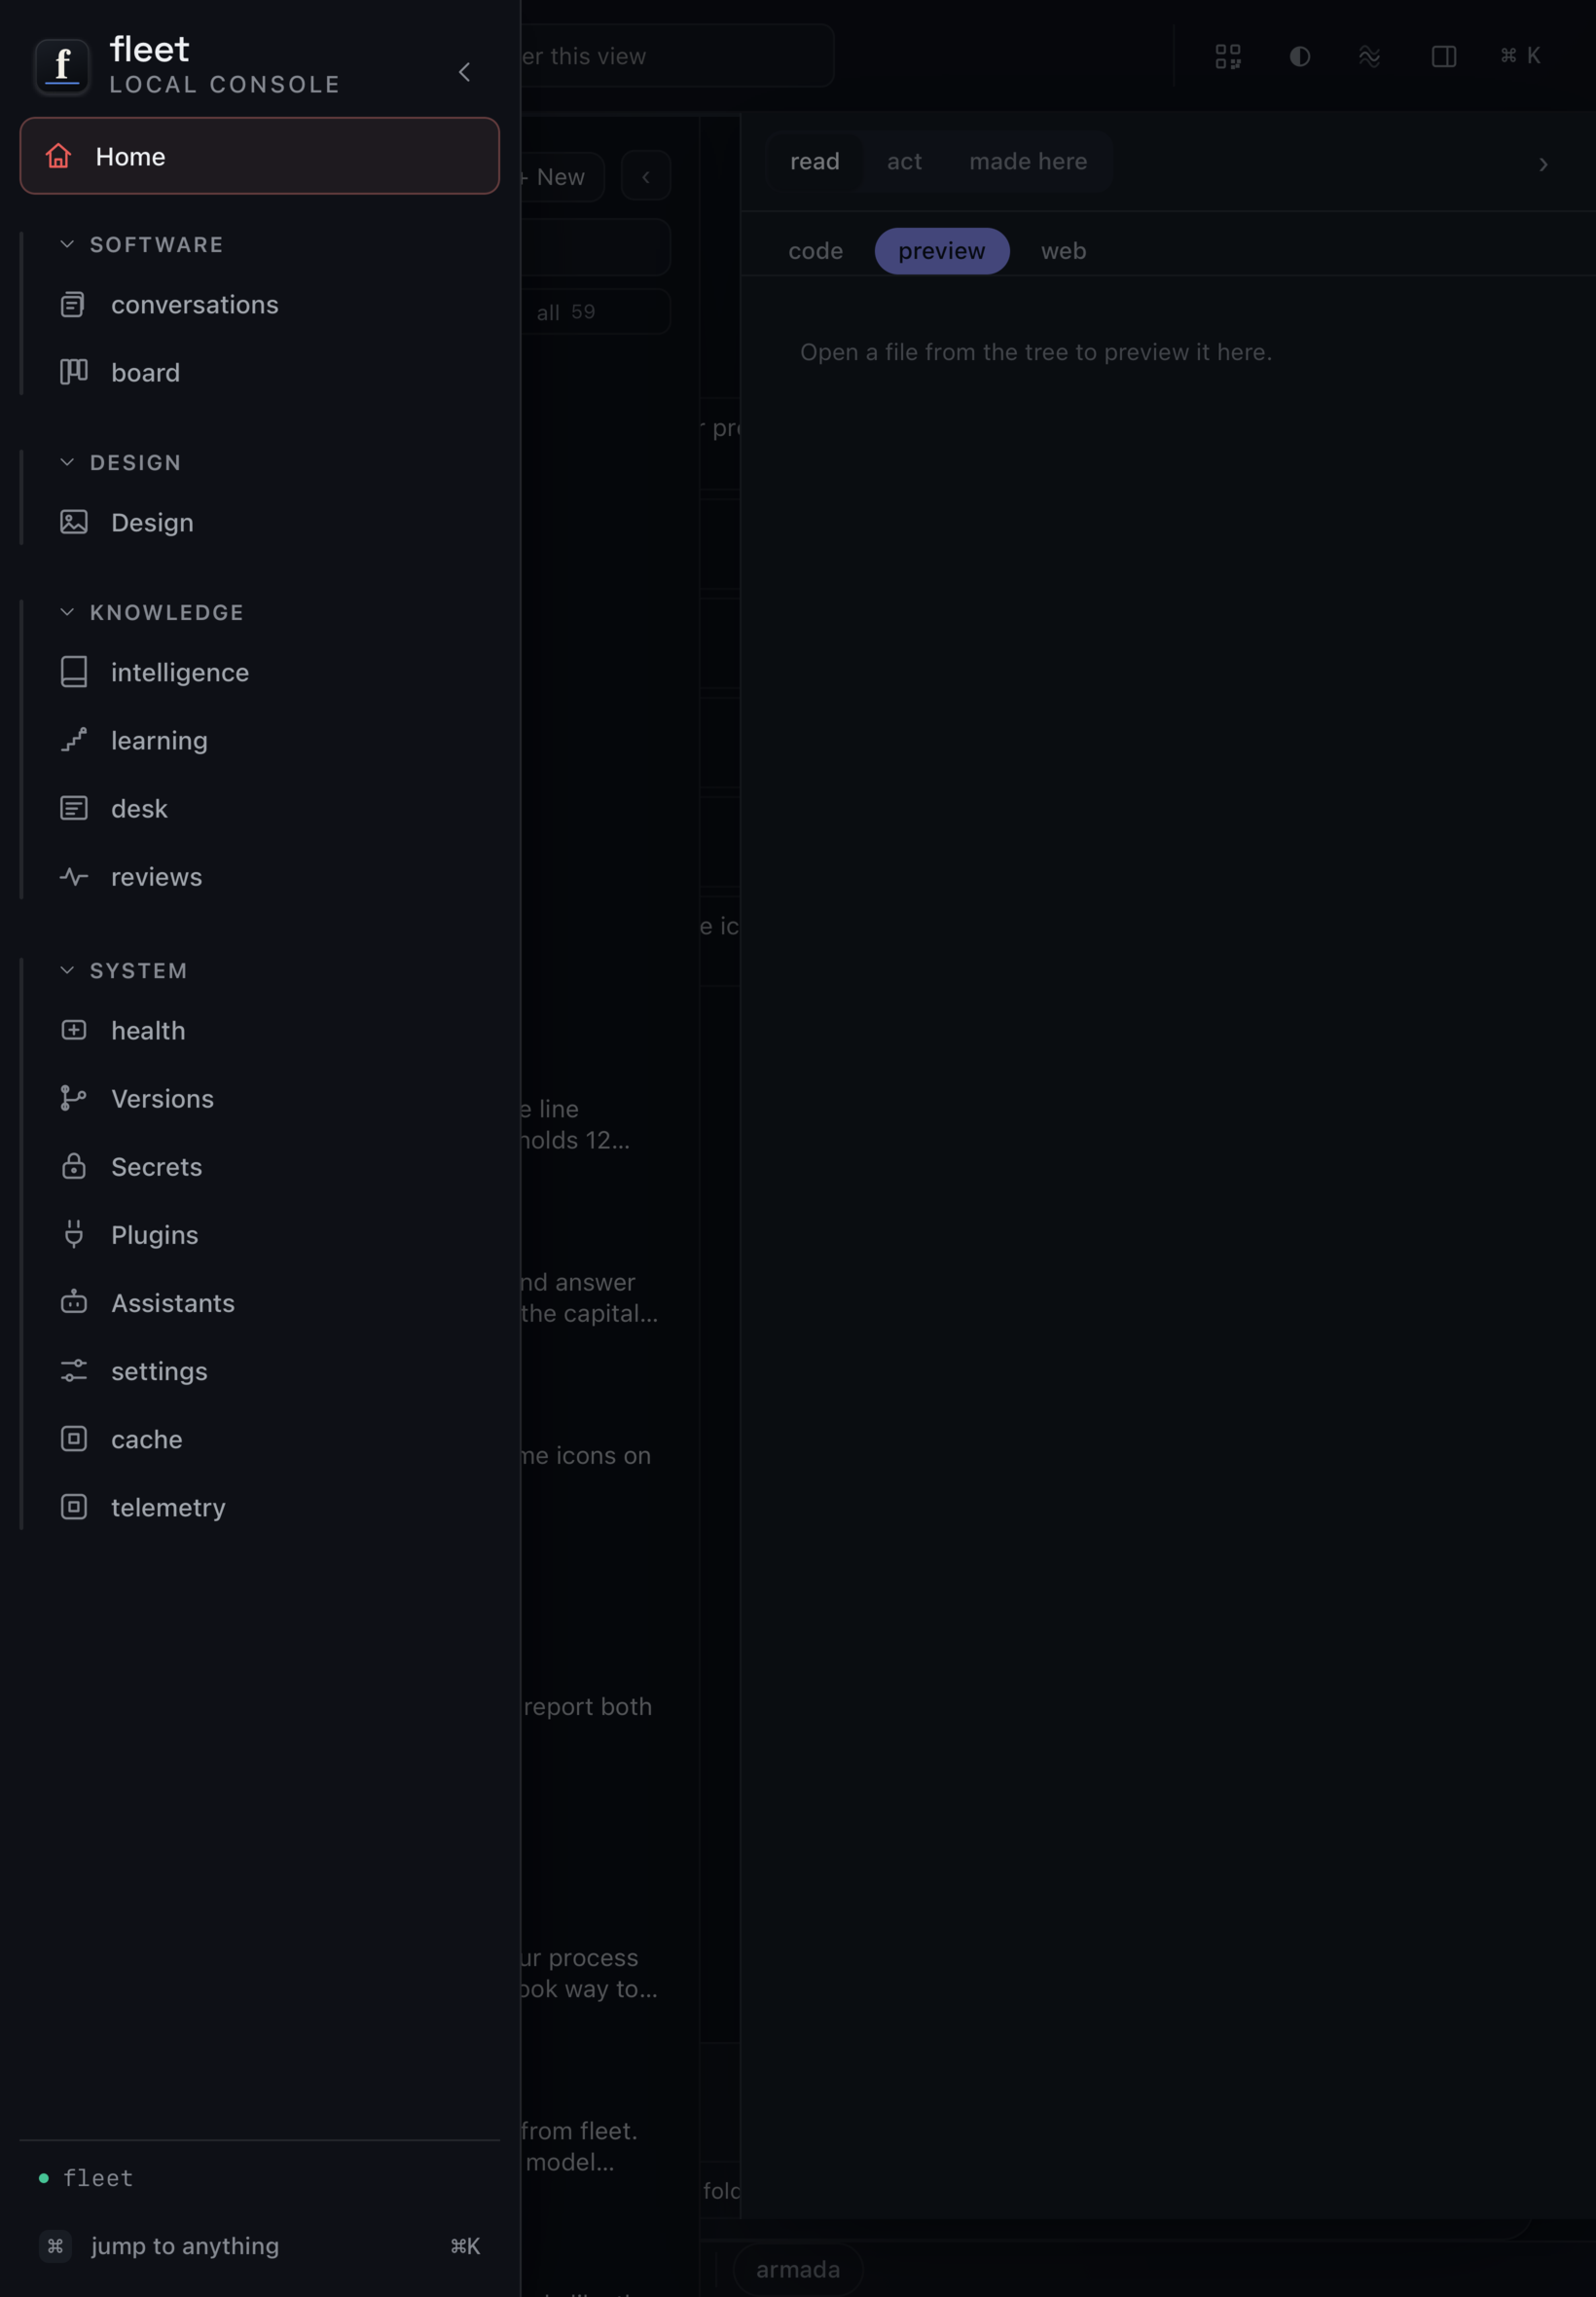 fleet
LOCAL CONSOLE
Home
SOFTWARE
conversations
board
DESIGN
Design
KNOWLEDGE
intelligence
learning
desk
reviews
SYSTEM
health
Versions
Secrets
Plugins
Assistants
settings
cache
telemetry
fleet
⌘ jump to anything ⌘K
er this view
⌘ K
New
all 59
e line
holds 12...
nd answer
the capital...
me icons on
report both
ur process
ook way to...
from fleet.
model...
r pr
e ic
fold
read act made here
code preview web
Open a file from the tree to preview it here.
armada